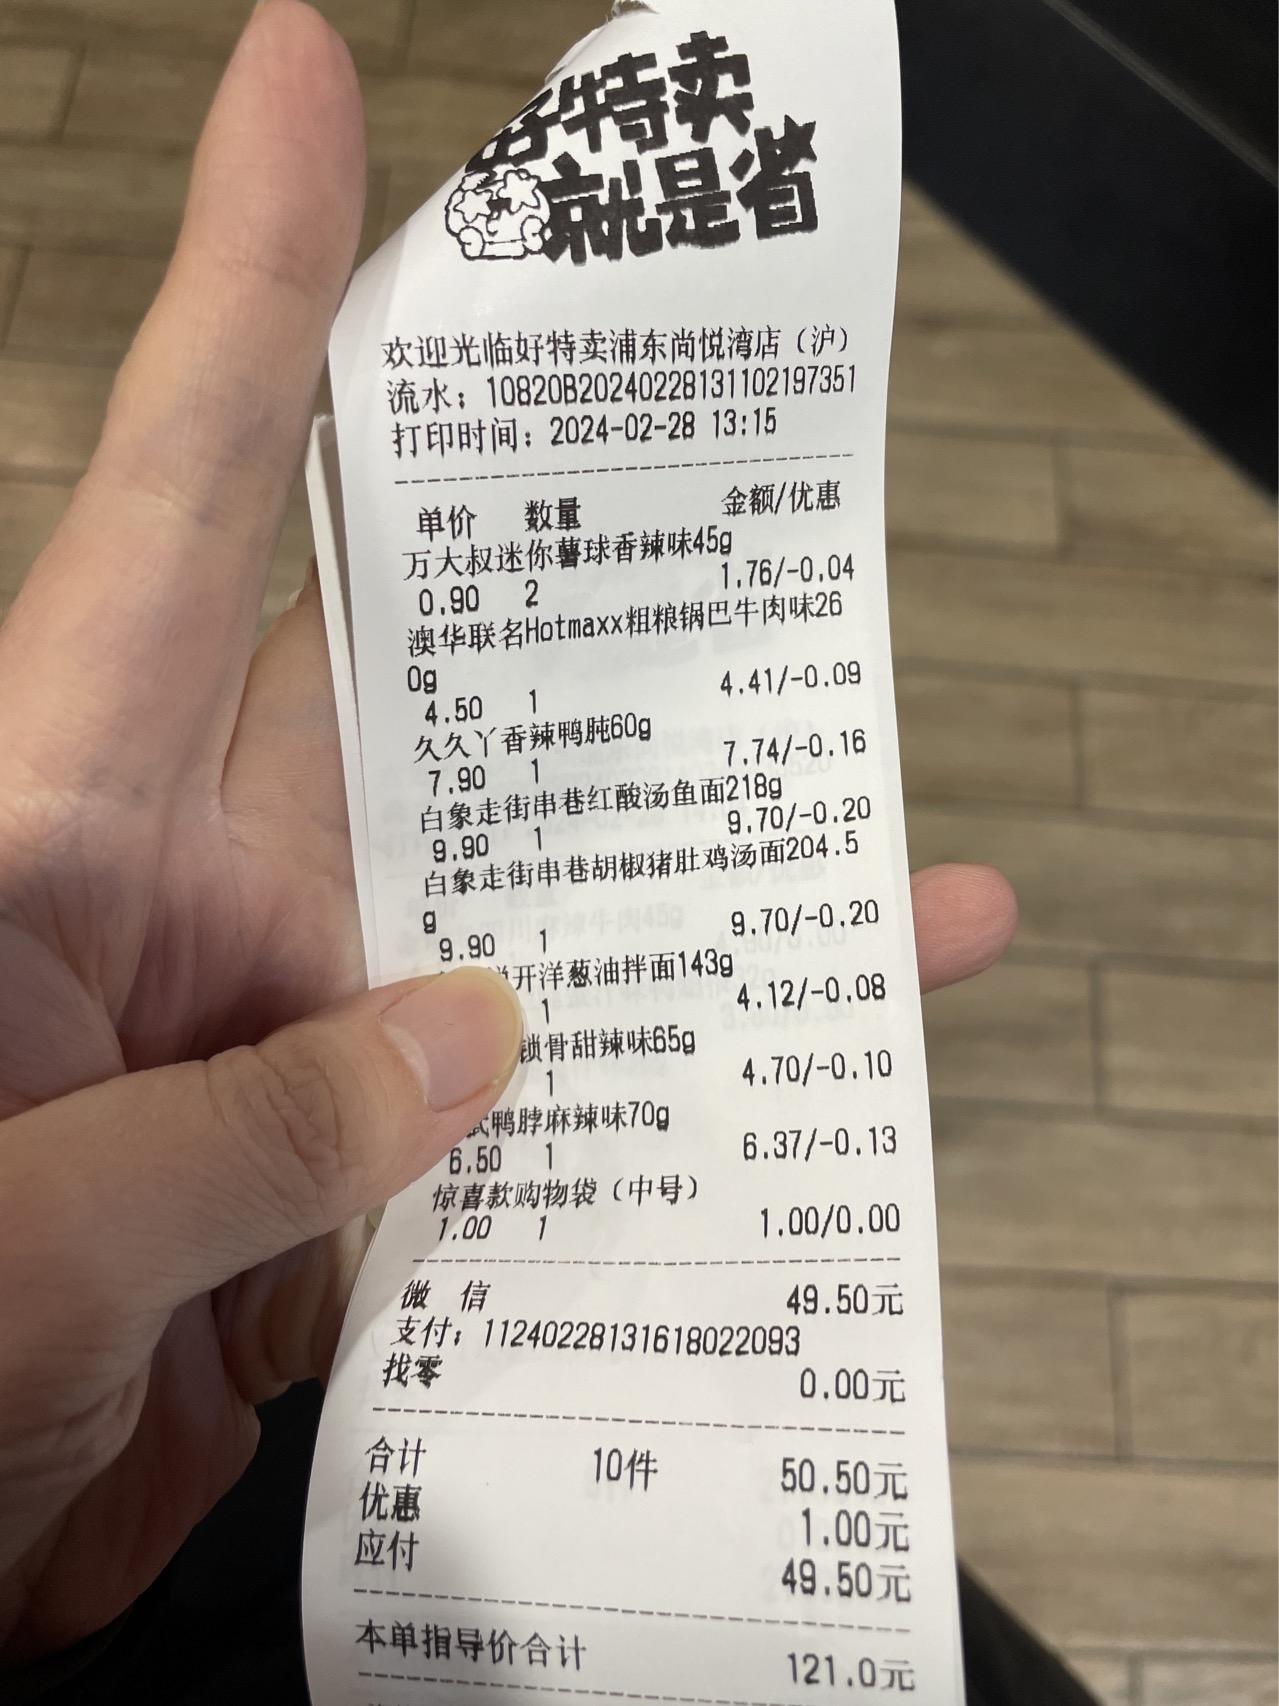 好特卖
就是省
欢迎光临好特卖浦东尚悦湾店（沪）
流水：10820B20240228131102197351
打印时间：2024-02-28 13:15
单价 数量 金额/优惠
万大叔迷你薯球香辣味45g
0.90 2 1.76/-0.04
澳华联名Hotmaxx粗粮锅巴牛肉味26
0g
4.50 1 4.41/-0.09
久久丫香辣鸭肫60g
7.90 1 7.74/-0.16
白象走街串巷红酸汤鱼面218g
9.90 1 9.70/-0.20
白象走街串巷胡椒猪肚鸡汤面204.5
g
9.90 1 9.70/-0.20
开洋葱油拌面143g
1 4.12/-0.08
锁骨甜辣味65g
1 4.70/-0.10
鸭脖麻辣味70g
6.50 1 6.37/-0.13
惊喜款购物袋（中号）
1.00 1 1.00/0.00
微 信 49.50元
支付：11240228131618022093
找零 0.00元
合计 10件 50.50元
优惠 1.00元
应付 49.50元
本单指导价合计 121.0元